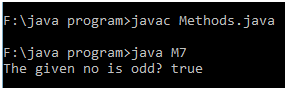 F:\java program>javac Methods.java
F:\java program>java M7
The given no is odd? true